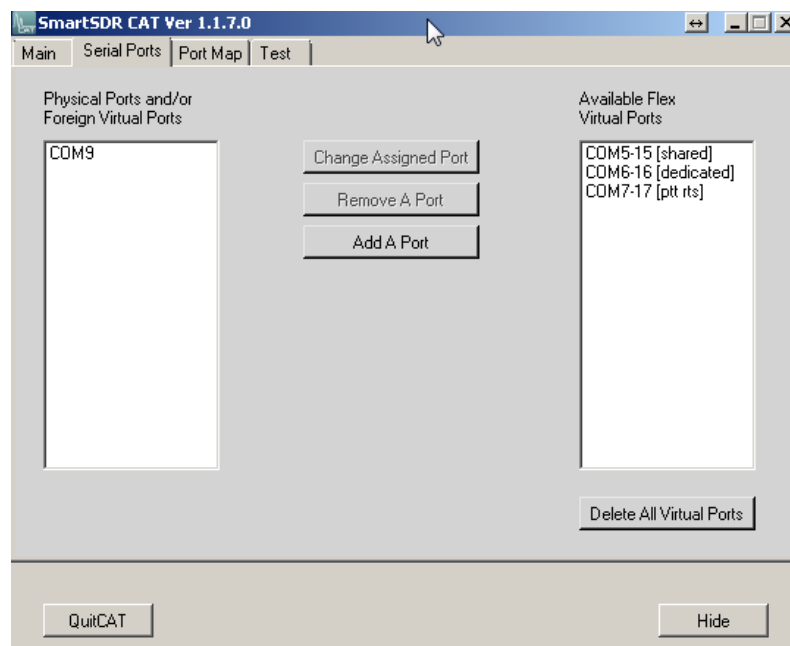 SmartSDR CAT Ver 1.1.7.0
Main Serial Ports Port Map Test
Physical Ports and/or
Foreign Virtual Ports
COM9
Change Assigned Port
Remove A Port
Add A Port
Available Flex
Virtual Ports
COM5-15 [shared]
COM6-16 [dedicated]
COM7-17 [ptt rts]
Delete All Virtual Ports
QuitCAT
Hide